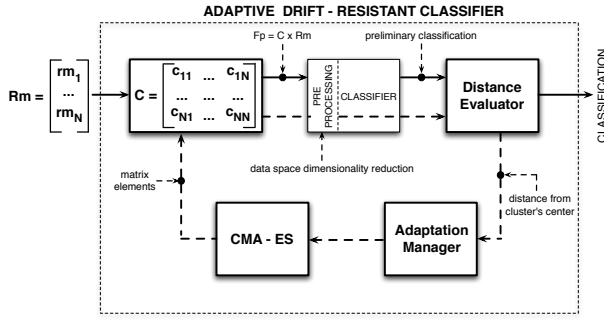 ADAPTIVE DRIFT - RESISTANT CLASSIFIER
Fp = C x Rm
preliminary classification
Rm =
rm1
...
rmN
C =
c11 ... c1N
... ... ...
cN1 ... cNN
PRE
PROCESSING
CLASSIFIER
Distance
Evaluator
CLASSIFICATION
data space dimensionality reduction
matrix
elements
distance from
cluster's center
CMA - ES
Adaptation
Manager